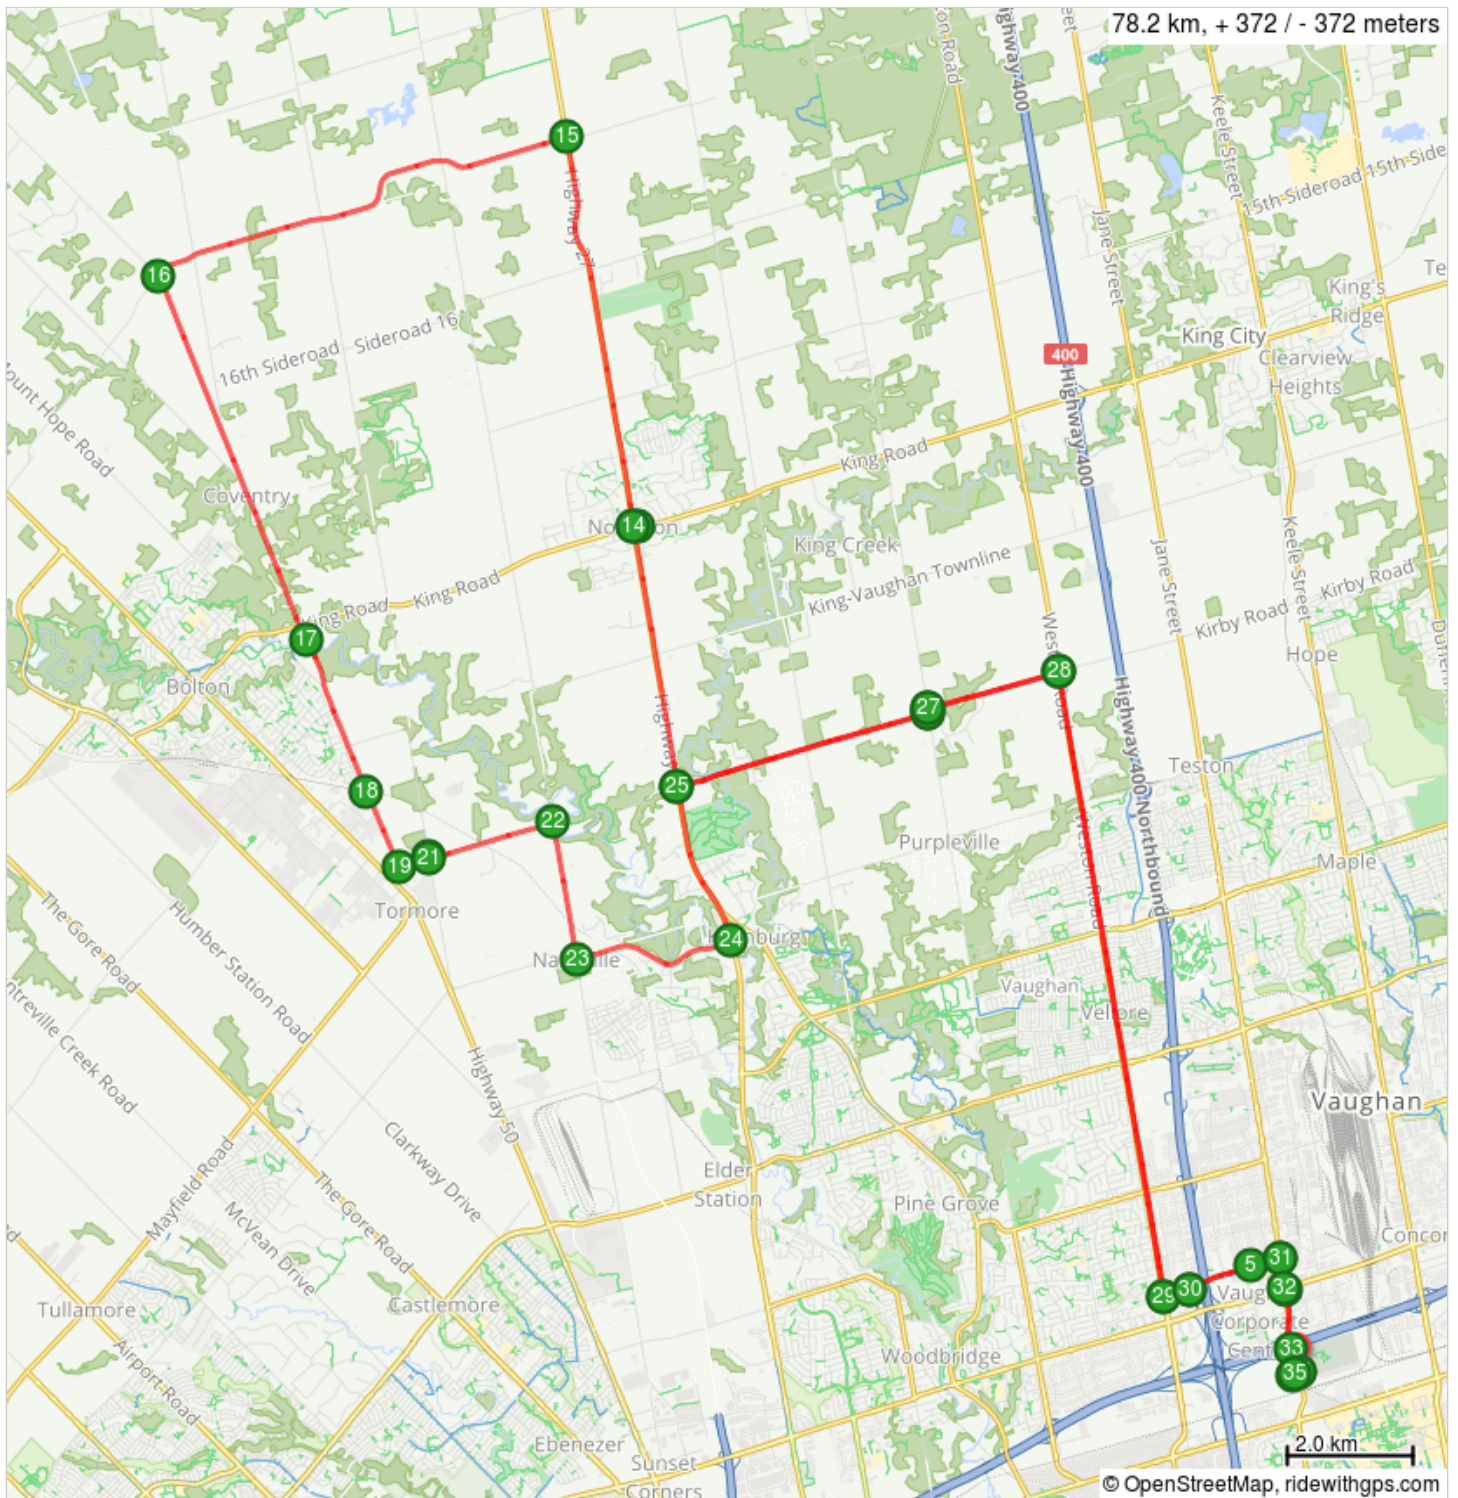 78.2 km, + 372 / - 372 meters
Highway 400
Keele Street
15th Sideroad 15th Side
15
Highway 27
Jane Street
16
King's
Ridge
King City
400
Clearview
Heights
16th Sideroad Sideroad 16
Highway 400
ount Hope Road
King Road
Coventry
14
King Creek
Jane Street
Keele Street
King-Vaughan Townline
Kirby Road
Kirby Road
King Road
King Road
17
Hope
28
Bolton
27
Highway
Highway 400 Northbound
Teston
25
18
22
Purpleville
Maple
21
19
Weston Road
Tormore
24
23
The Gore Road
Humber Station Road
Vaughan
Vellore
ntreville Creek Road
Highway 50
Vaughan
Clarkway Drive
Mayfield Road
Elder
Station
The Gore Road
Pine Grove
McVean Drive
Concor
31
5
30
29
32
Tullamore
Castlemore
Corporate
33
Woodbridge
35
Airport Road
Ebenezer
Sunset
Corners
2.0 km
© OpenStreetMap, ridewithgps.com